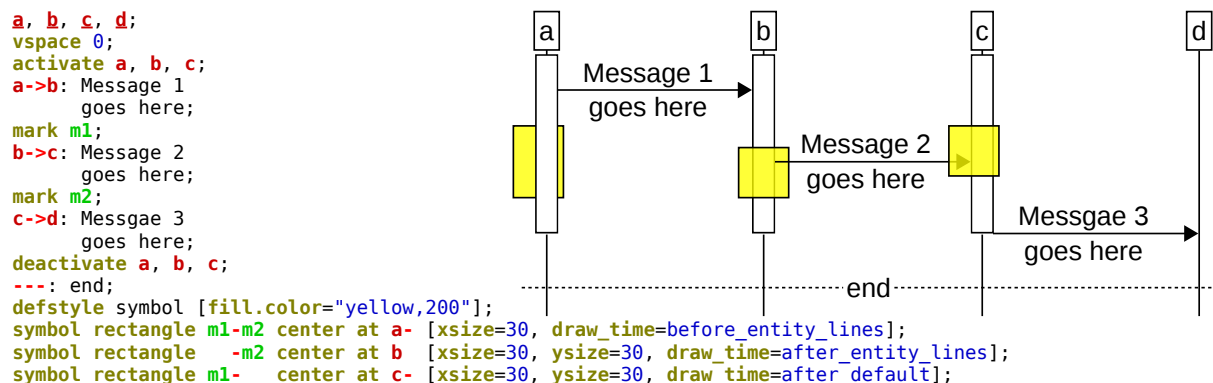 a, b, c, d;
vspace 0;
activate a, b, c;
a->b: Message 1
goes here;
mark m1;
b->c: Message 2
goes here;
mark m2;
c->d: Messgae 3
goes here;
deactivate a, b, c;
---: end;
defstyle symbol [fill.color="yellow,200"];
symbol rectangle m1-m2 center at a- [xsize=30, draw_time=before_entity_lines];
symbol rectangle -m2 center at b [xsize=30, ysize=30, draw_time=after_entity_lines];
symbol rectangle m1- center at c- [xsize=30, ysize=30, draw_time=after_default];
a b c d
Message 1
goes here
Message 2
goes here
Messgae 3
goes here
end